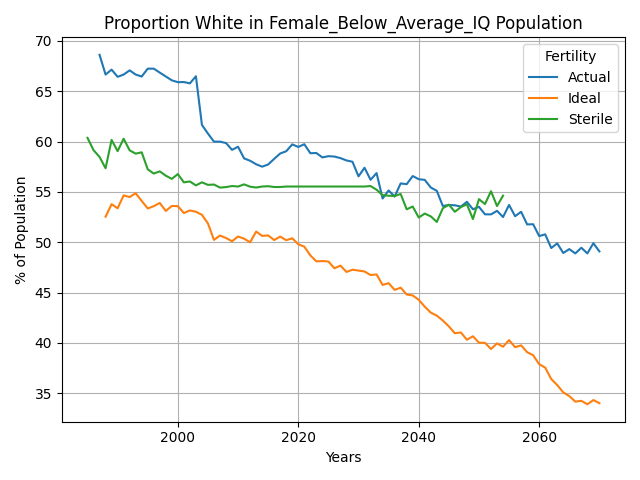 Proportion White in Female_Below_Average_IQ Population
70
65
60
55
50
45
40
35
% of Population
Fertility
Actual
Ideal
Sterile
2000
2020
2040
2060
Years